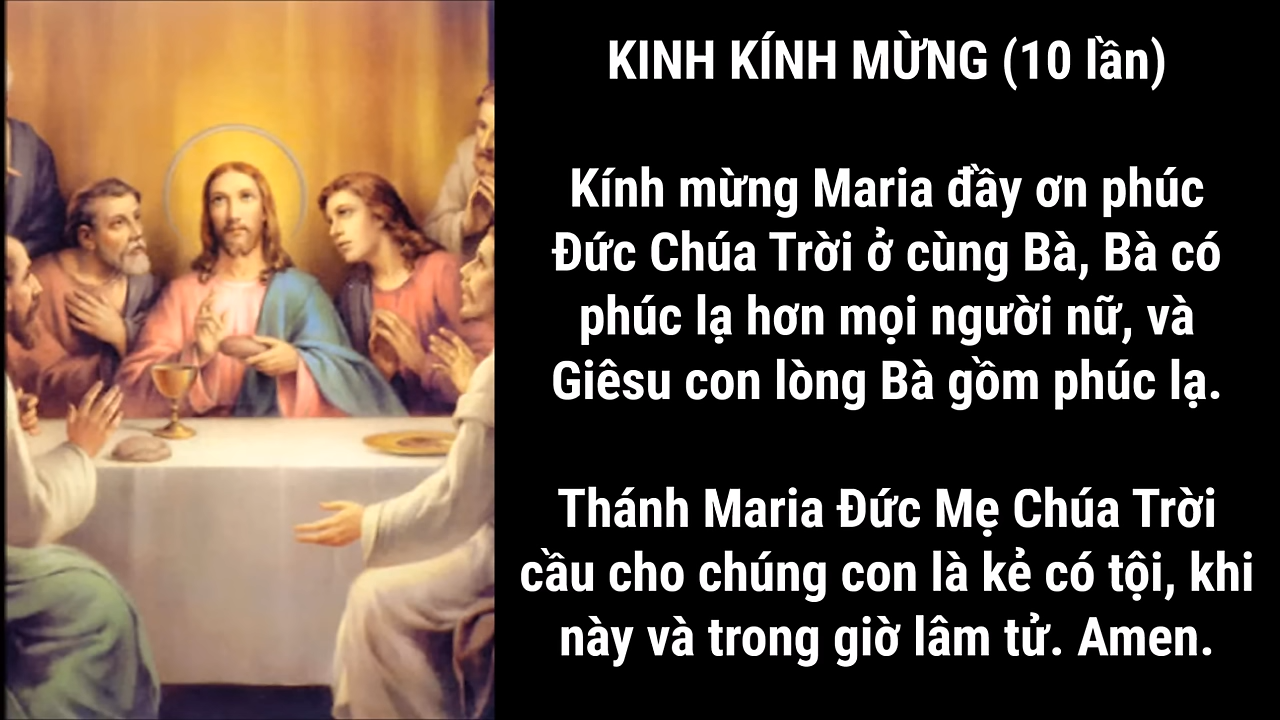 KINH KÍNH MỪNG (10 lần)
Kính mừng Maria đầy ơn phúc
Đức Chúa Trời ở cùng Bà, Bà có
phúc lạ hơn mọi người nữ, và
Giêsu con lòng Bà gồm phúc lạ.
Thánh Maria Đức Mẹ Chúa Trời
cầu cho chúng con là kẻ có tội, khi
này và trong giờ lâm tử. Amen.